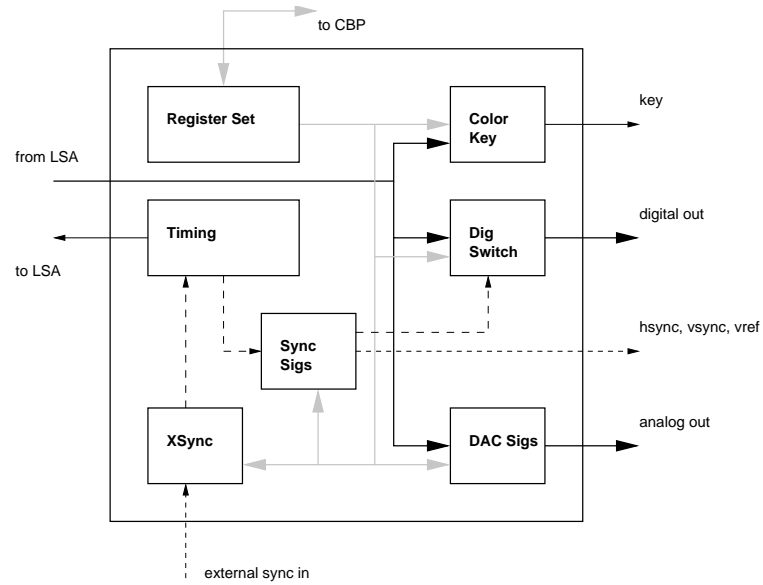 to CBP
Register Set
Color
Key
key
from LSA
Timing
Dig
Switch
digital out
to LSA
Sync
Sigs
hsync, vsync, vref
XSync
DAC Sigs
analog out
external sync in